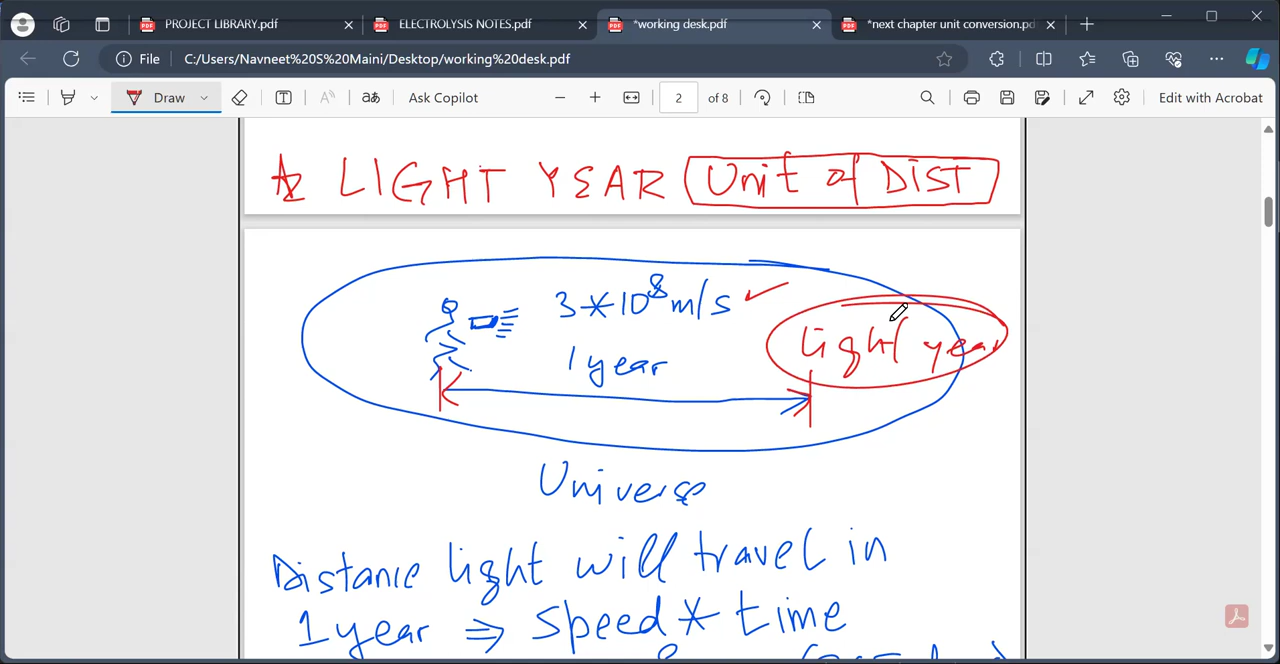 PROJECT LIBRARY.pdf
ELECTROLYSIS NOTES.pdf
*working desk.pdf
*next chapter unit conversion.pd
File
C:/Users/Navneet%20S%20Maini/Desktop/working%20desk.pdf
Draw
Ask Copilot
2 of 8
Edit with Acrobat
LIGHT YEAR Unit of DIST
3*10^8 m/s
1 year
light year
Universe
Distance light will travel in
1 year ⇒ speed * time